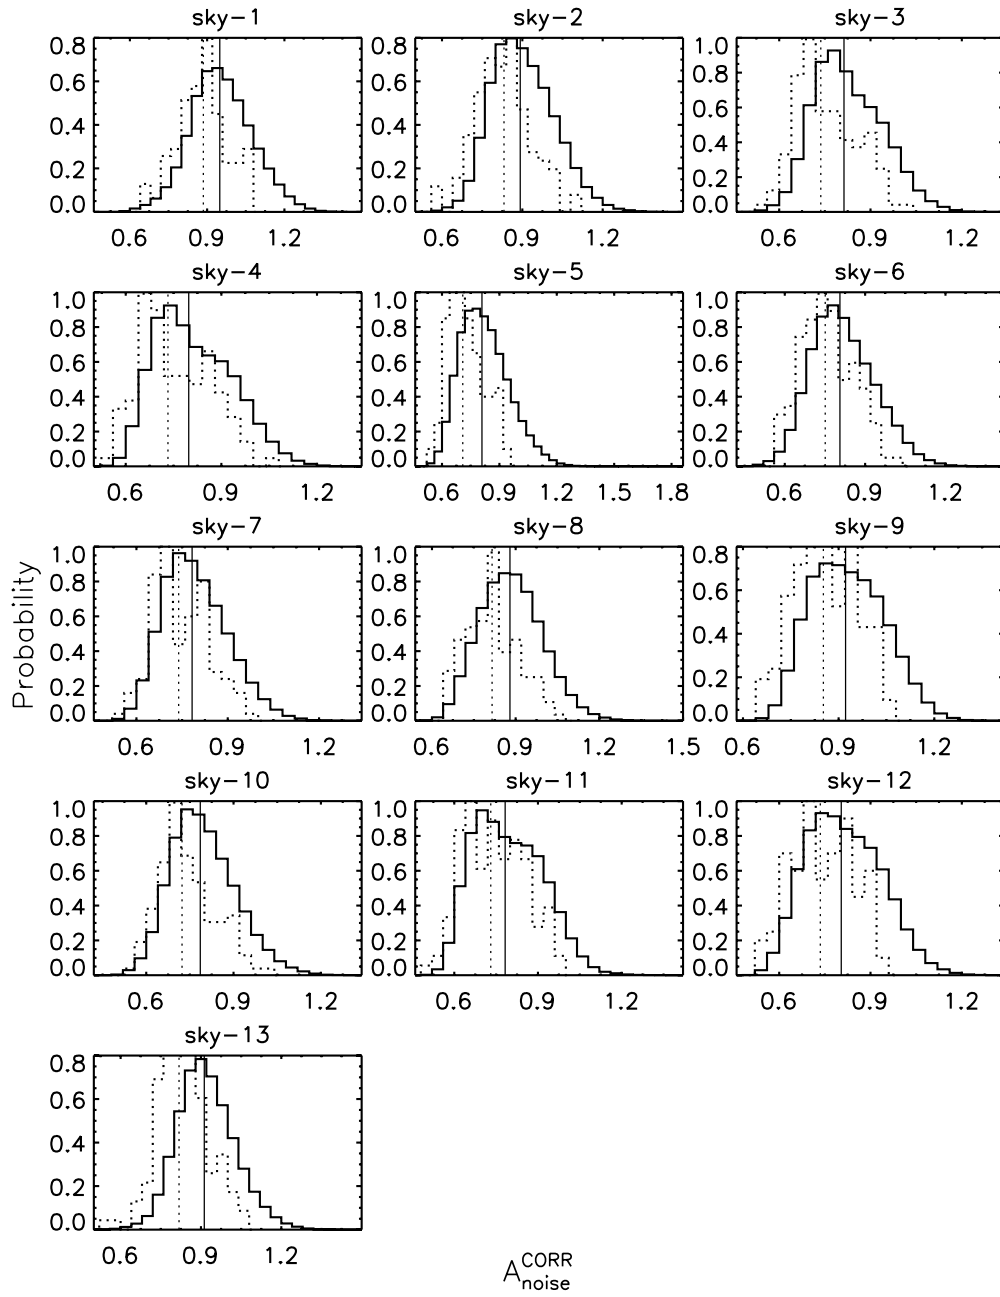 sky-1 sky-2 sky-3
0.8 0.8 1.0
0.6 0.6 0.8
0.4 0.4 0.6
0.2 0.2 0.4
0.0 0.0 0.2
0.0
0.6 0.9 1.2 0.6 0.9 1.2 0.6 0.9 1.2
sky-4 sky-5 sky-6
1.0 1.0 1.0
0.8 0.8 0.8
0.6 0.6 0.6
0.4 0.4 0.4
0.2 0.2 0.2
0.0 0.0 0.0
0.6 0.9 1.2 0.6 0.9 1.2 1.5 1.8 0.6 0.9 1.2
sky-7 sky-8 sky-9
1.0 1.0 0.8
0.8 0.8 0.6
0.6 0.6 0.4
0.4 0.4 0.2
0.2 0.2 0.0
0.0 0.0
Probability
0.6 0.9 1.2 0.6 0.9 1.2 1.5 0.6 0.9 1.2
sky-10 sky-11 sky-12
1.0 1.0 1.0
0.8 0.8 0.8
0.6 0.6 0.6
0.4 0.4 0.4
0.2 0.2 0.2
0.0 0.0 0.0
0.6 0.9 1.2 0.6 0.9 1.2 0.6 0.9 1.2
sky-13
0.8
0.6
0.4
0.2
0.0
0.6 0.9 1.2
A CORR noise